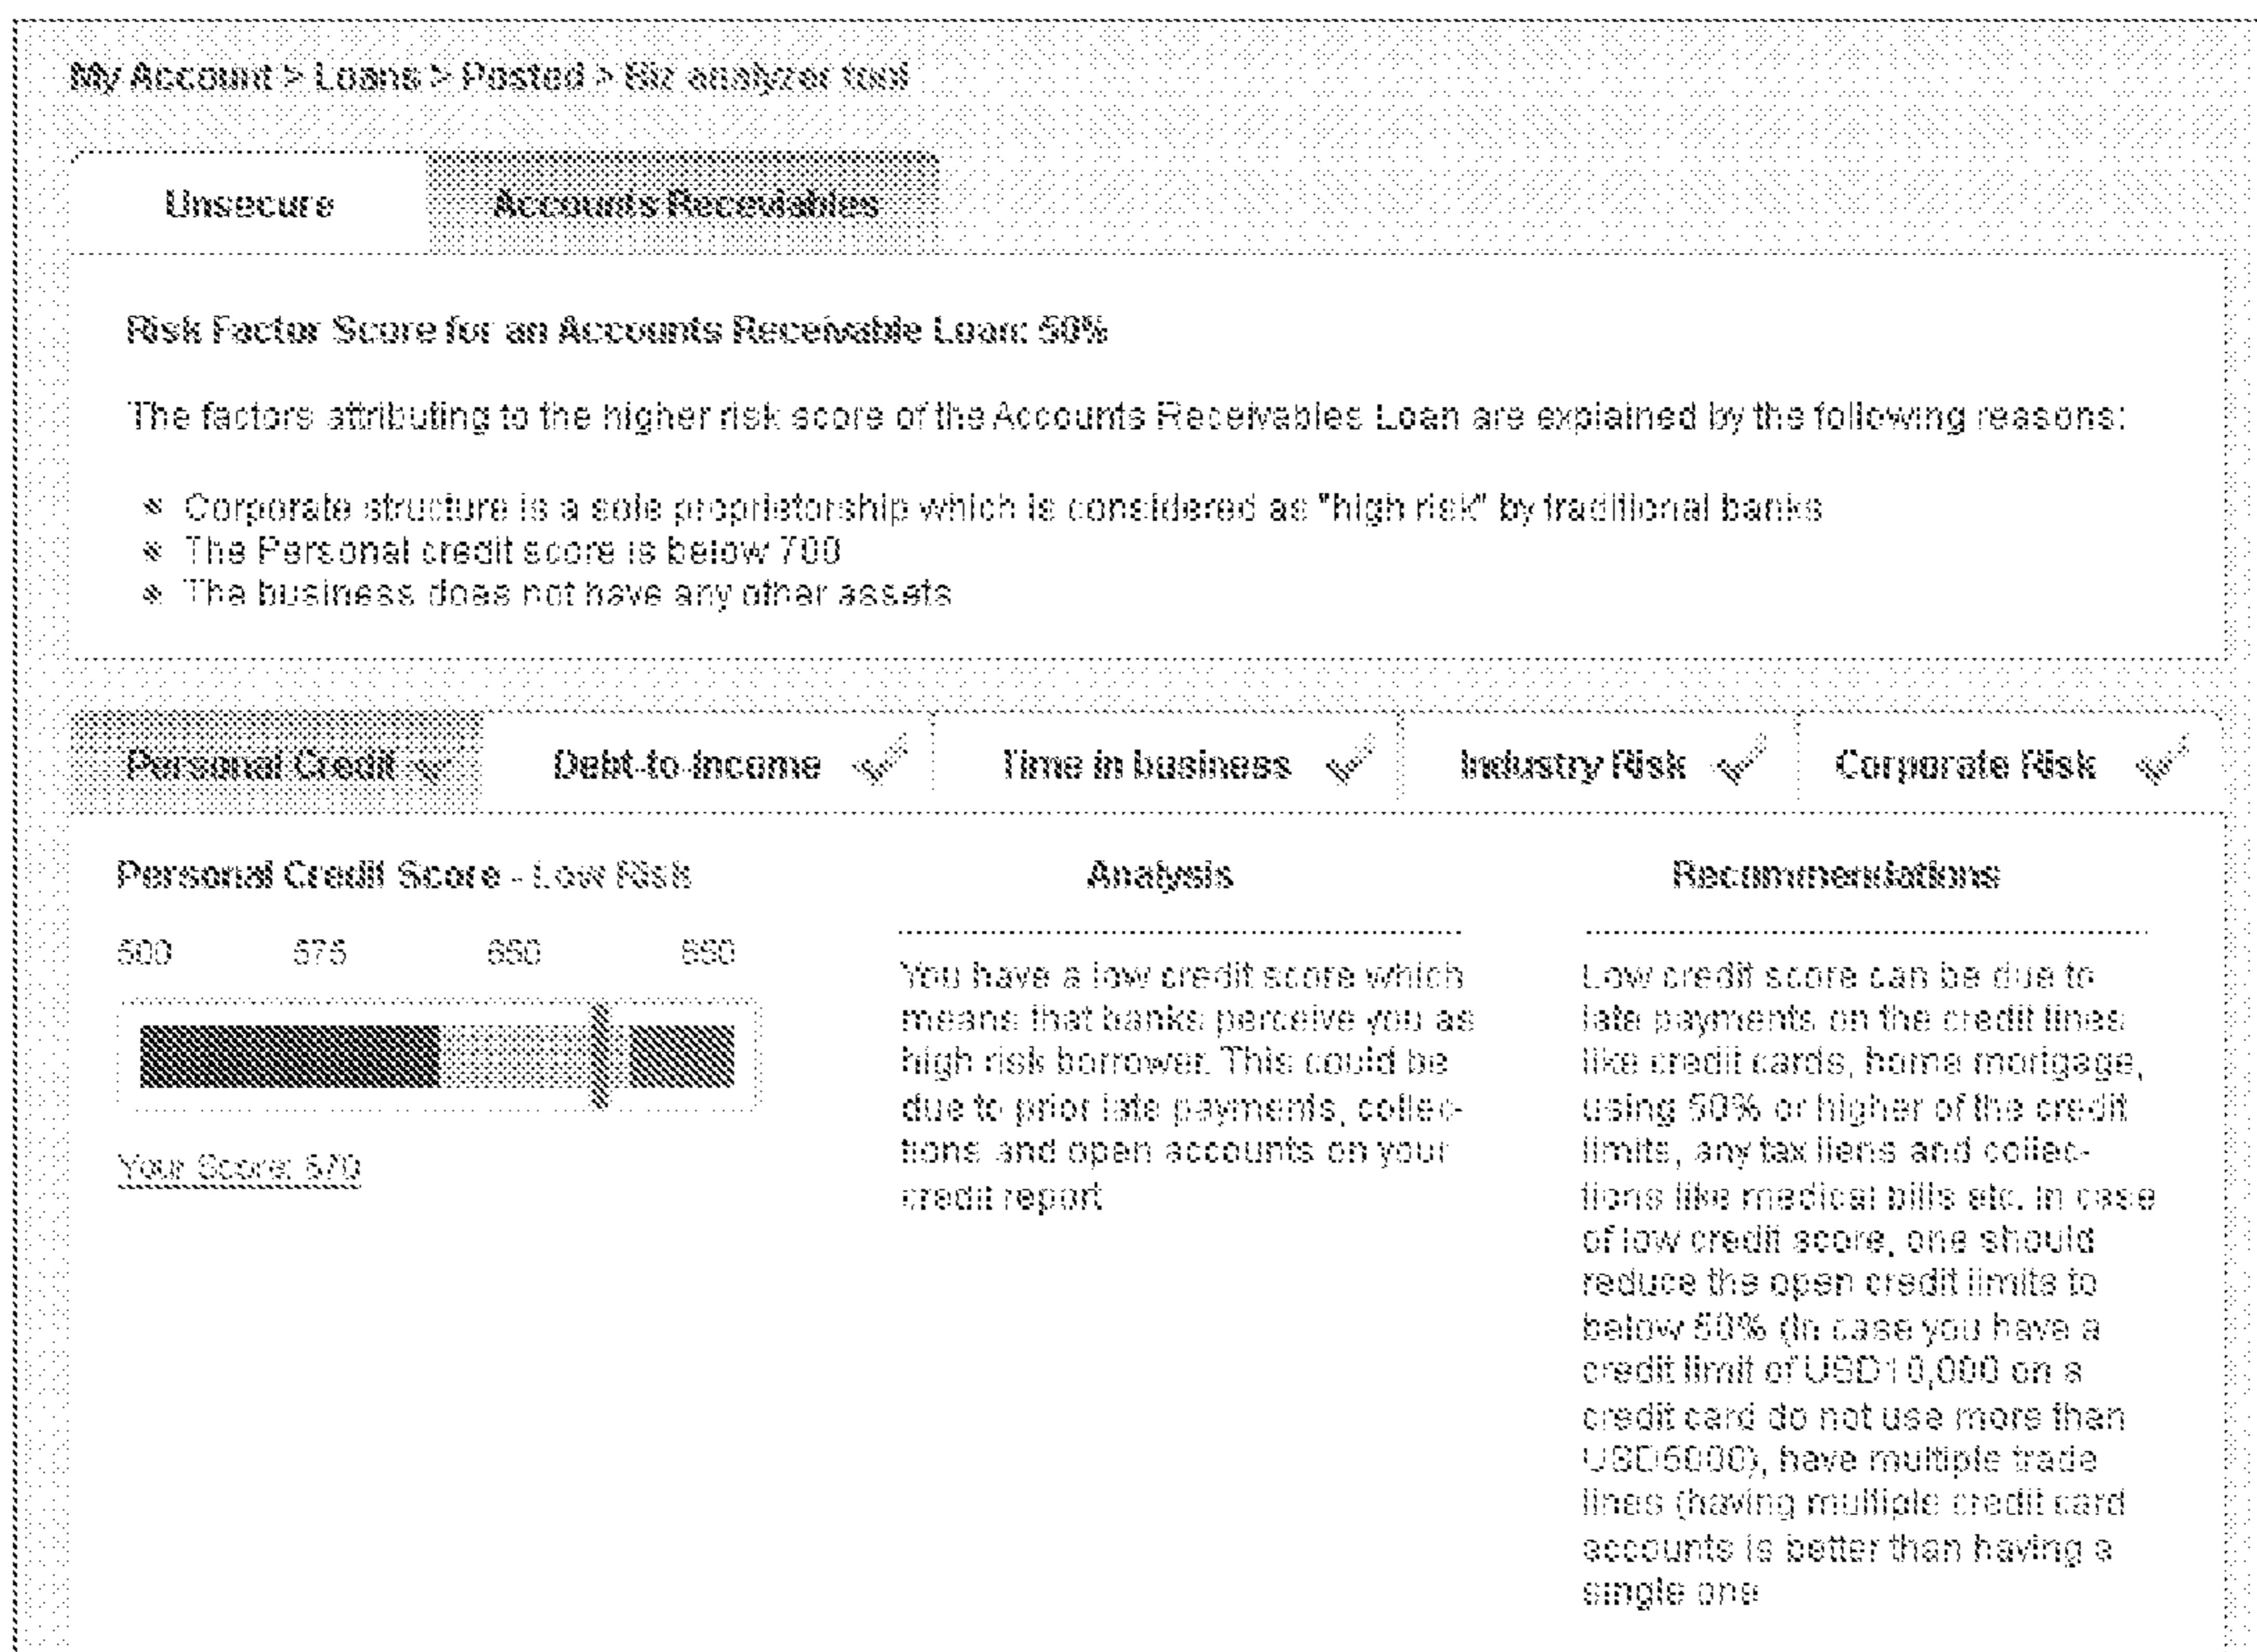 My Account > Loans > Posted > Biz analyzer tool
Unsecure
Accounts Receviables
Risk Factor Score for an Accounts Receivable Loan: 50%
The factors attributing to the higher risk score of the Accounts Receivables Loan are explained by the following reasons:
Corporate structure is a sole proprietorship which is considered as "high risk" by traditional banks
The Personal credit score is below 700
The business does not have any other assets
Personal Credit
Debt-to-Income
Time in business
Industry Risk
Corporate Risk
Personal Credit Score - Low Risk
500 575 650
Your Score: 570
Analysis
You have a low credit score which
means that banks perceive you as
high risk borrower. This could be
due to prior late payments, collec-
tions and open accounts on your
credit report
Recommendations
Low credit score can be due to
late payments on the credit lines
like credit cards, home mortgage,
using 50% or higher of the credit
limits, any tax liens and collec-
tions like medical bills etc. In case
of low credit score, one should
reduce the open credit limits to
below 50% (In case you have a
credit limit of USD10,000 on a
credit card do not use more than
), have multiple trade
lines (having multiple credit card
accounts is better than having a
single one